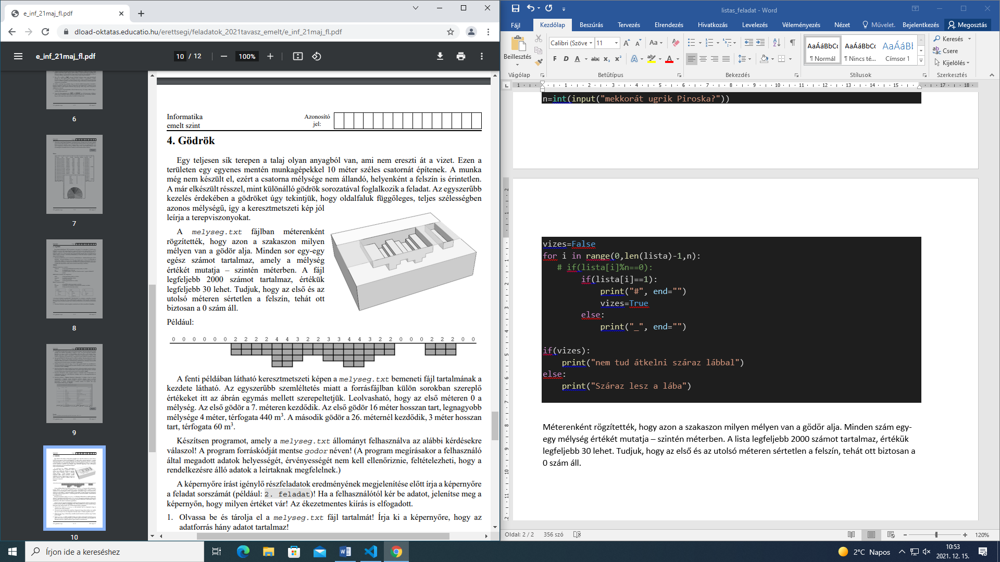 e_inf_21maj_fl.pdf
dload-oktatas.educatio.hu/erettsegi/feladatok_2021tavasz_emelt/e_inf_21maj_fl.pdf
e_inf_21maj_fl.pdf
10 / 12
100%
6
7
8
9
10
Informatika
emelt szint
Azonosító
jel:
4. Gödrök
Egy teljesen sík terepen a talaj olyan anyagból van, ami nem ereszti át a vizet. Ezen a
területen egy egyenes mentén munkagépekkel 10 méter széles csatornát építenek. A munka
még nem készült el, ezért a csatorna mélysége nem állandó, helyenként a felszín is érintetlen.
A már elkészült résszel, mint különálló gödrök sorozatával foglalkozik a feladat. Az egyszerűbb
kezelés érdekében a gödröket úgy tekintjük, hogy oldalfaluk függőleges, teljes szélességben
azonos mélységű, így a keresztmetszeti kép jól
leírja a terepviszonyokat.
A melyseg.txt fájlban méterenként
rögzítették, hogy azon a szakaszon milyen
mélyen van a gödör alja. Minden sor egy-egy
egész számot tartalmaz, amely a mélység
értékét mutatja – szintén méterben. A fájl
legfeljebb 2000 számot tartalmaz, értékük
legfeljebb 30 lehet. Tudjuk, hogy az első és az
utolsó méteren sértetlen a felszín, tehát ott
biztosan a 0 szám áll.
Például:
0 0 0 0 0 0 2 2 2 2 4 4 3 2 2 3 4 4 3 2 2 0 0 0 2 2 2 0 0
A fenti példában látható keresztmetszeti képen a melyseg.txt bemeneti fájl tartalmának a
kezdete látható. Az egyszerűbb szemléltetés miatt a forrásfájlban külön sorokban szereplő
értékeket itt az ábrán egymás mellett szerepeltetjük. Leolvasható, hogy az első méteren 0 a
mélység. Az első gödör a 7. méteren kezdődik. Az első gödör 16 méter hosszan tart, legnagyobb
mélysége 4 méter, térfogata 440 m³. A második gödör a 26. méternél kezdődik, 3 méter hosszan
tart, térfogata 60 m³.
Készítsen programot, amely a melyseg.txt állományt felhasználva az alábbi kérdésekre
válaszol! A program forráskódját mentse godor néven! (A program megírásakor a felhasználó
által megadott adatok helyességét, érvényességét nem kell ellenőriznie, feltételezheti, hogy a
rendelkezésre álló adatok a leírtaknak megfelelnek.)
A képernyőre írást igénylő részfeladatok eredményének megjelenítése előtt írja a képernyőre
a feladat sorszámát (például: 2. feladat)! Ha a felhasználótól kér be adatot, jelenítse meg a
képernyőn, hogy milyen értéket vár! Az ékezetmentes kiírás is elfogadott.
1. Olvassa be és tárolja el a melyseg.txt fájl tartalmát! Írja ki a képernyőre, hogy az
adatforrás hány adatot tartalmaz!
listas_feladat - Word
Fájl Kezdőlap Beszúrás Tervezés Elrendezés Hivatkozás Levelezés Véleményezés Nézet Művelet. Bejelentkezés Megosztás
Beillesztés
Calibri (Szöve 11
F D A abc x₂ x²
AaÁáBbCc AaÁáBbCc AaÁáBb
¶ Normál ¶ Nincs té... Címsor 1
Keresés
Csere
Kijelölés
Vágólap Betűtípus Bekezdés Stílusok Szerkesztés
n=int(input("mekkorát ugrik Piroska?"))
vizes=False
for i in range(0,len(lista)-1,n):
# if(lista[i]%n==0):
if(lista[i]==1):
print("#", end="")
vizes=True
else:
print("_", end="")
if(vizes):
print("nem tud átkelni száraz lábbal")
else:
print("Száraz lesz a lába")
Méterenként rögzítették, hogy azon a szakaszon milyen mélyen van a gödör alja. Minden szám egy-
egy mélység értékét mutatja – szintén méterben. A lista legfeljebb 2000 számot tartalmaz, értékük
legfeljebb 30 lehet. Tudjuk, hogy az első és az utolsó méteren sértetlen a felszín, tehát ott biztosan a
0 szám áll.
Oldal: 2 / 2 356 szó
120%
Írjon ide a kereséshez
2°C Napos
10:53
2021. 12. 15.